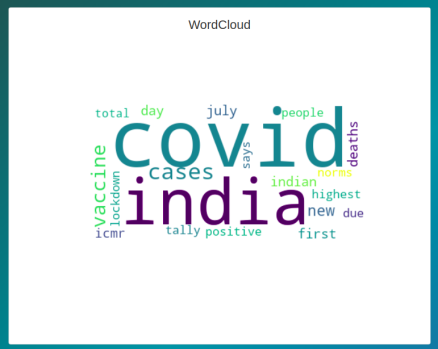 WordCloud
total day july people
covid
says
deaths
vaccine
lockdown
cases
norms
indian
india
highest
new due
icmr tally positive first